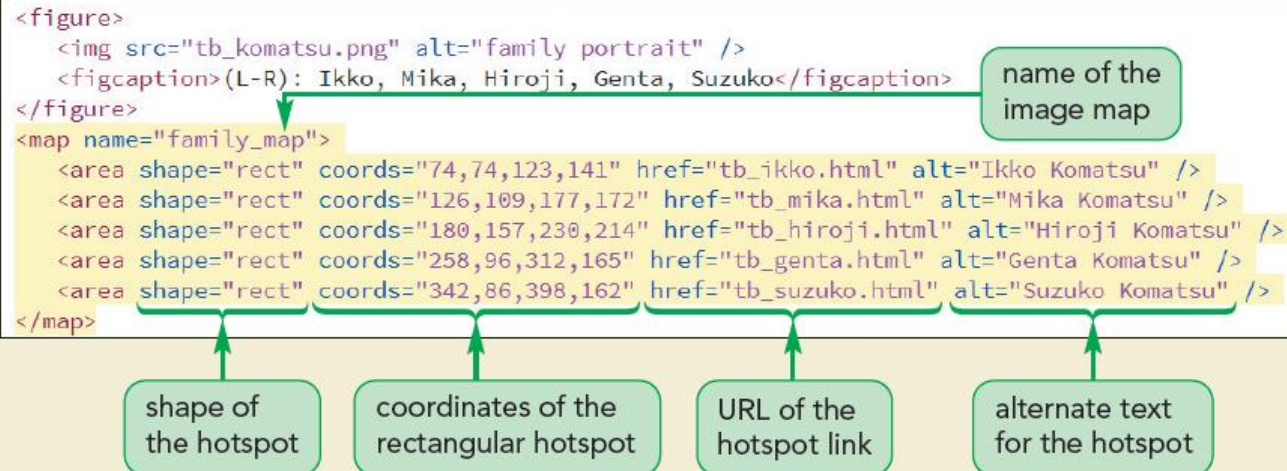 <figure>
<img src="tb_komatsu.png" alt="family portrait" />
<figcaption>(L-R): Ikko, Mika, Hiroji, Genta, Suzuko</figcaption>
</figure>
name of the
image map
<map name="family_map">
<area shape="rect" coords="74,74,123,141" href="tb_ikko.html" alt="Ikko Komatsu" />
<area shape="rect" coords="126,109,177,172" href="tb_mika.html" alt="Mika Komatsu" />
<area shape="rect" coords="180,157,230,214" href="tb_hiroji.html" alt="Hiroji Komatsu" />
<area shape="rect" coords="258,96,312,165" href="tb_genta.html" alt="Genta Komatsu" />
<area shape="rect" coords="342,86,398,162" href="tb_suzuko.html" alt="Suzuko Komatsu" />
</map>
shape of
the hotspot
coordinates of the
rectangular hotspot
URL of the
hotspot link
alternate text
for the hotspot